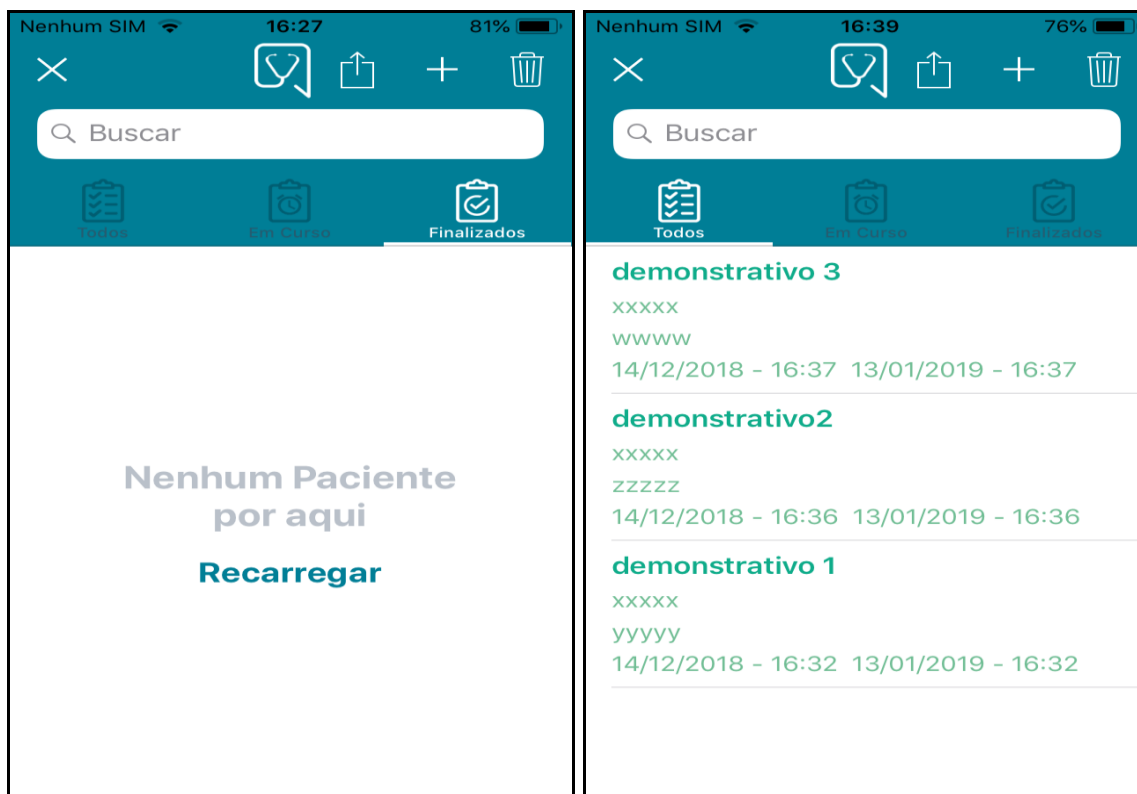 Nenhum SIM 16:27 81%
Buscar
Todos Em Curso Finalizados
Nenhum Paciente
por aqui
Recarregar
Nenhum SIM 16:39 76%
Buscar
Todos Em Curso Finalizados
demonstrativo 3
xxxxx
wwww
14/12/2018 - 16:37 13/01/2019 - 16:37
demonstrativo2
xxxxx
zzzzz
14/12/2018 - 16:36 13/01/2019 - 16:36
demonstrativo 1
xxxxx
yyyyy
14/12/2018 - 16:32 13/01/2019 - 16:32